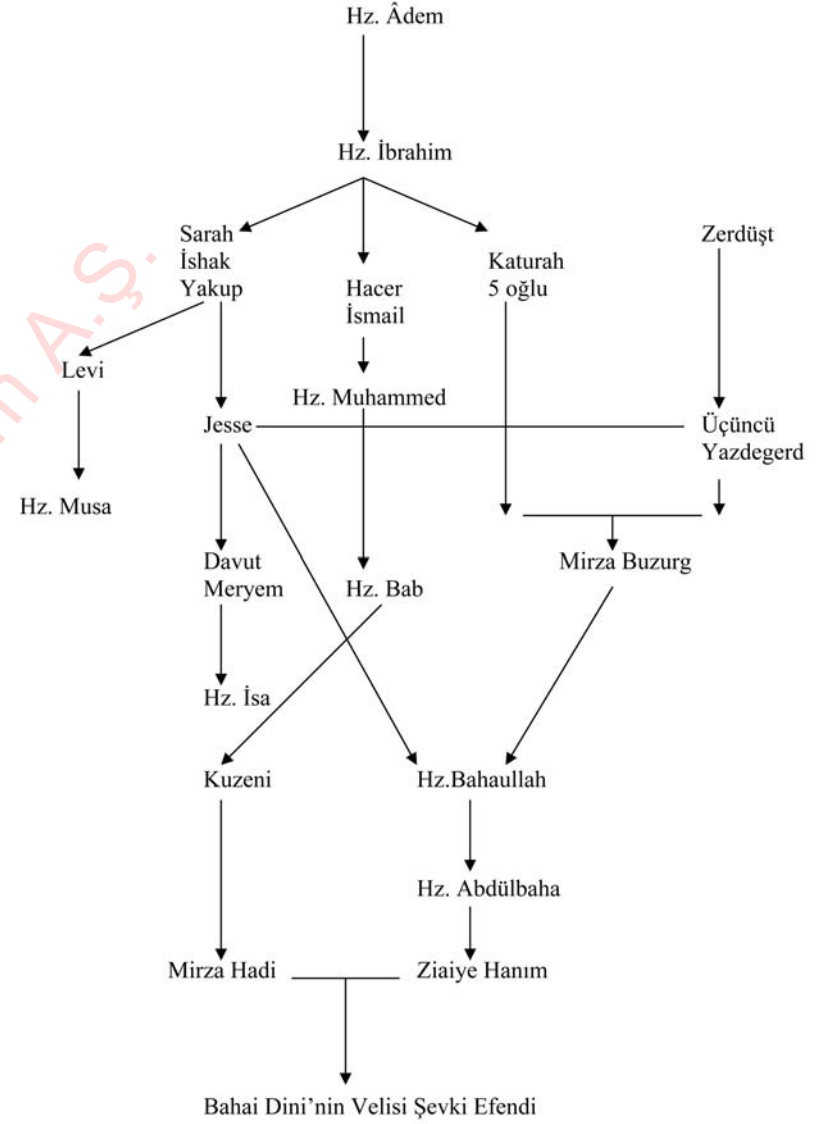 Hz. Âdem
Hz. İbrahim
Sarah
İshak
Yakup
Hacer
İsmail
Katurah
5 oğlu
Zerdüşt
Levi
Hz. Muhammed
Jesse
Üçüncü
Yazdegerd
Hz. Musa
Davut
Meryem
Hz. Bab
Mirza Buzurg
Hz. İsa
Kuzeni
Hz.Bahaullah
Hz. Abdülbaha
Mirza Hadi
Ziaiye Hanım
Bahai Dini’nin Velisi Şevki Efendi
A.Ş.